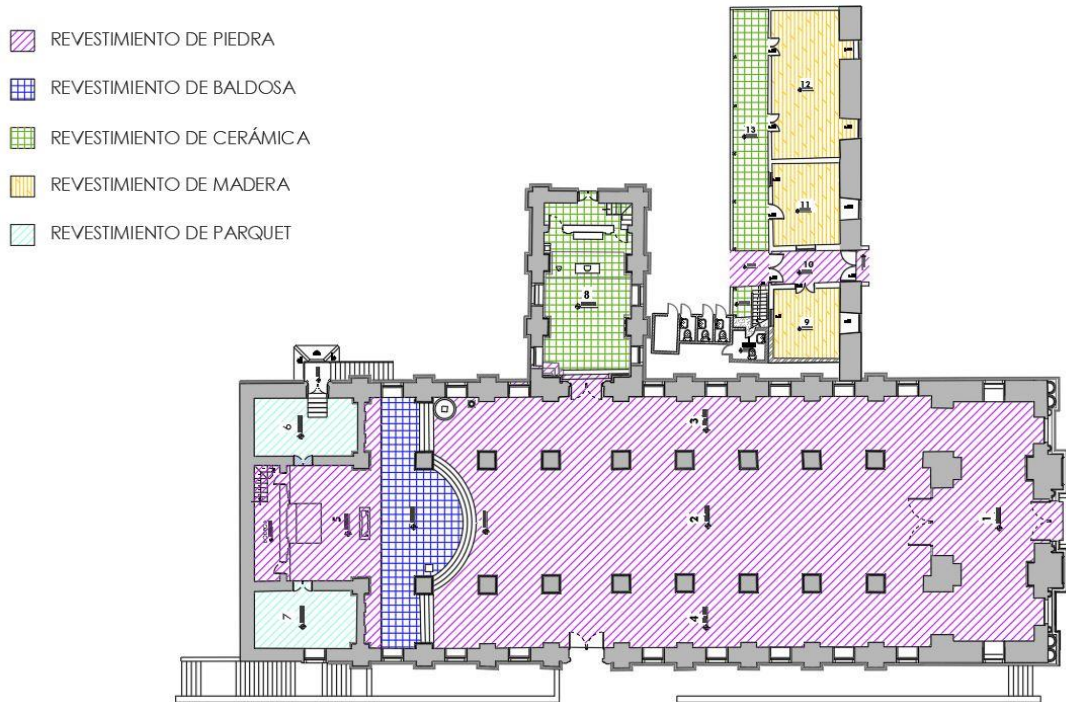 REVESTIMIENTO DE PIEDRA
REVESTIMIENTO DE BALDOSA
REVESTIMIENTO DE CERÁMICA
REVESTIMIENTO DE MADERA
REVESTIMIENTO DE PARQUET
12
13
11
10
9
8
6
3
5
2
1
7
4